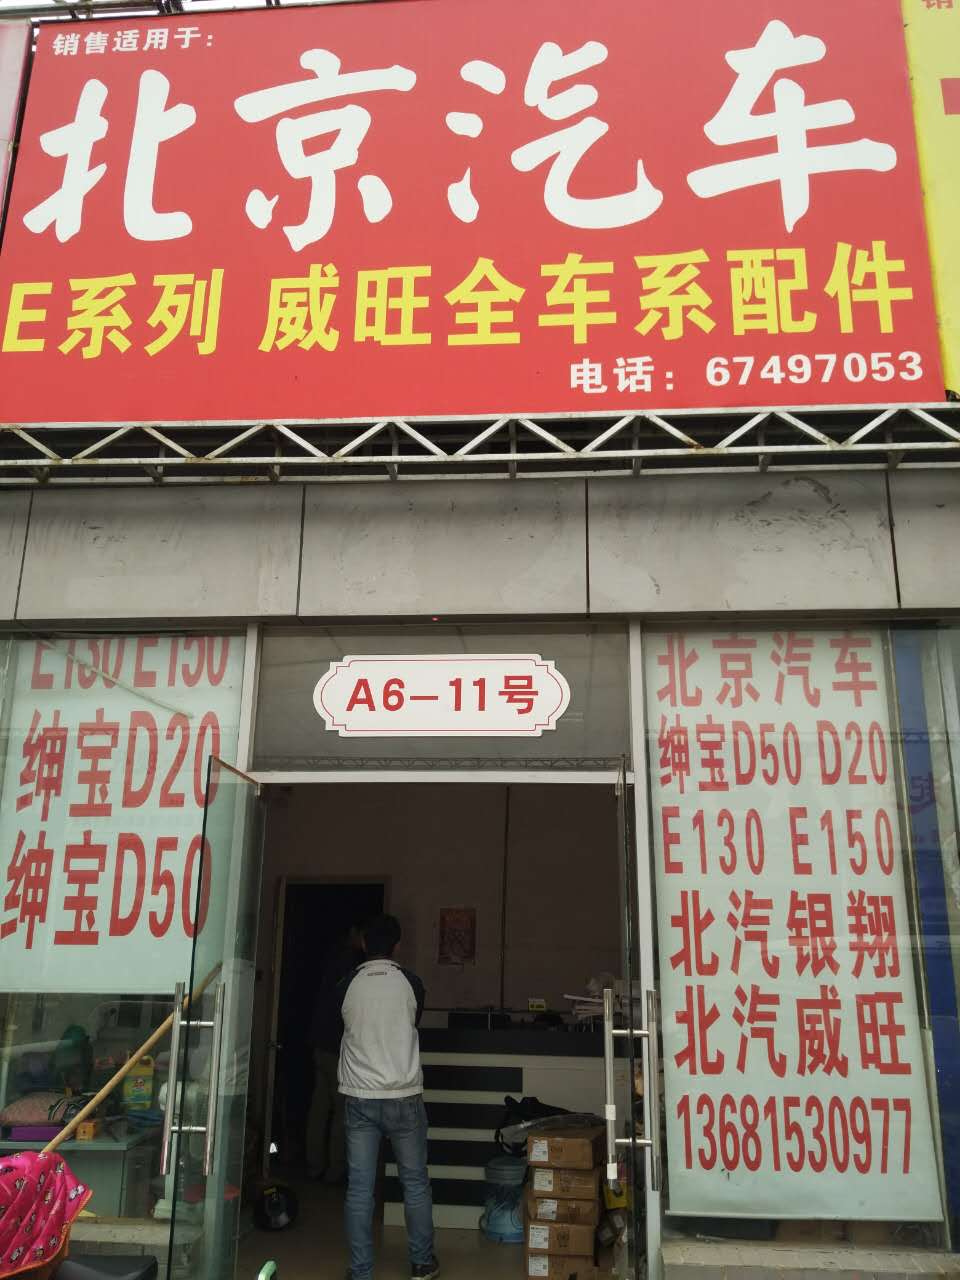 销售适用于:
北京汽车
E系列 威旺全车系配件
电话: 67497053
A6-11号
E130 E150
绅宝D20
绅宝D50
北京汽车
绅宝D50 D20
E130 E150
北汽银翔
北汽威旺
13681530977